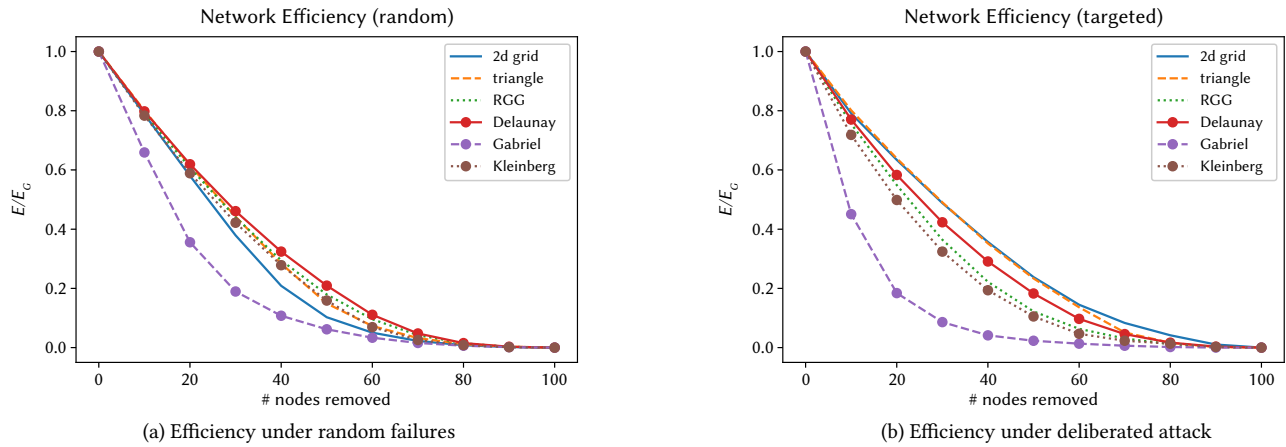 Network Efficiency (random)
1.0
0.8
0.6
0.4
0.2
0.0
E/E_G
0 20 40 60 80 100
# nodes removed
2d grid
triangle
RGG
Delaunay
Gabriel
Kleinberg
(a) Efficiency under random failures
Network Efficiency (targeted)
1.0
0.8
0.6
0.4
0.2
0.0
E/E_G
0 20 40 60 80 100
# nodes removed
2d grid
triangle
RGG
Delaunay
Gabriel
Kleinberg
(b) Efficiency under deliberated attack